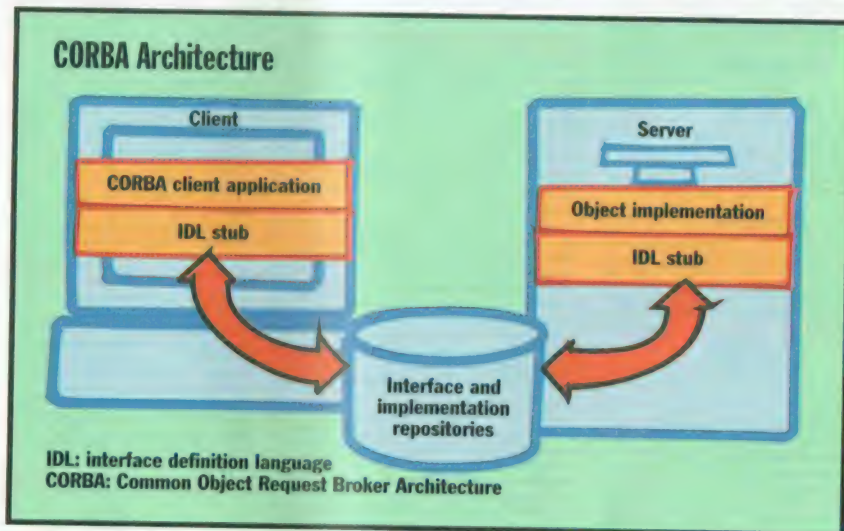 CORBA Architecture
Client
CORBA client application
IDL stub
Server
Object implementation
IDL stub
Interface and
implementation
repositories
IDL: interface definition language
CORBA: Common Object Request Broker Architecture